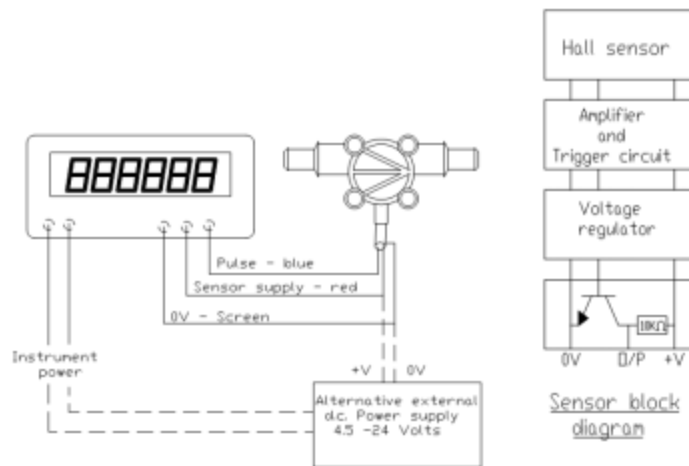 888888
Pulse - blue
Sensor supply - red
0V - Screen
Instrument
power
+V 0V
Alternative external
d.c. Power supply
4.5 -24 Volts
Hall sensor
Amplifier
and
Trigger circuit
Voltage
regulator
10KΩ
0V O/P +V
Sensor block
diagram